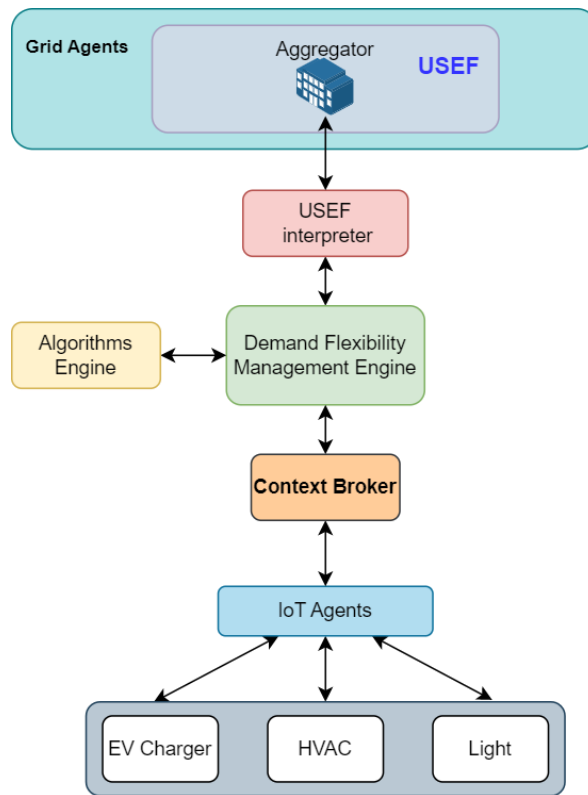 Grid Agents
Aggregator
USEF
USEF
interpreter
Algorithms
Engine
Demand Flexibility
Management Engine
Context Broker
IoT Agents
EV Charger
HVAC
Light